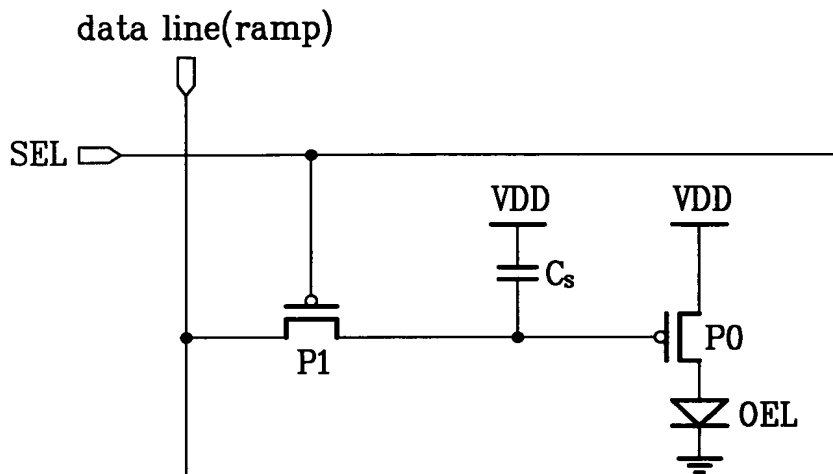 data line(ramp)
SEL
VDD VDD
Cs
P1
P0
OEL